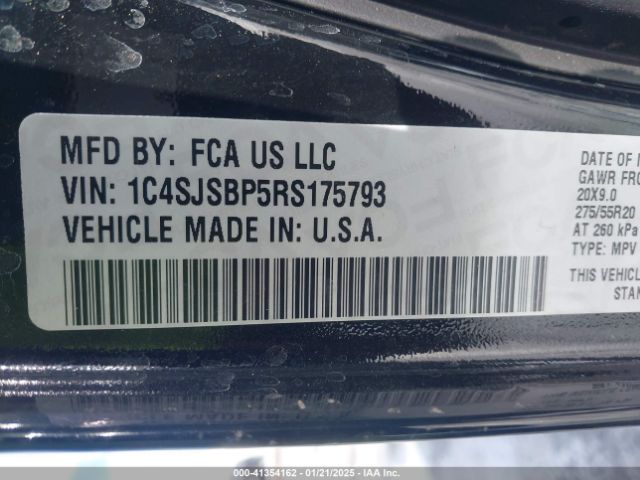 MFD BY: FCA US LLC
VIN: 1C4SJSBP5RS175793
VEHICLE MADE IN: U.S.A.
DATE OF
GAWR FRO
20X9.0
275/55R20
AT 260 kPa
TYPE: MPV
THIS VEHICL
STAN
000-41354162 - 01/21/2025 - IAA Inc.